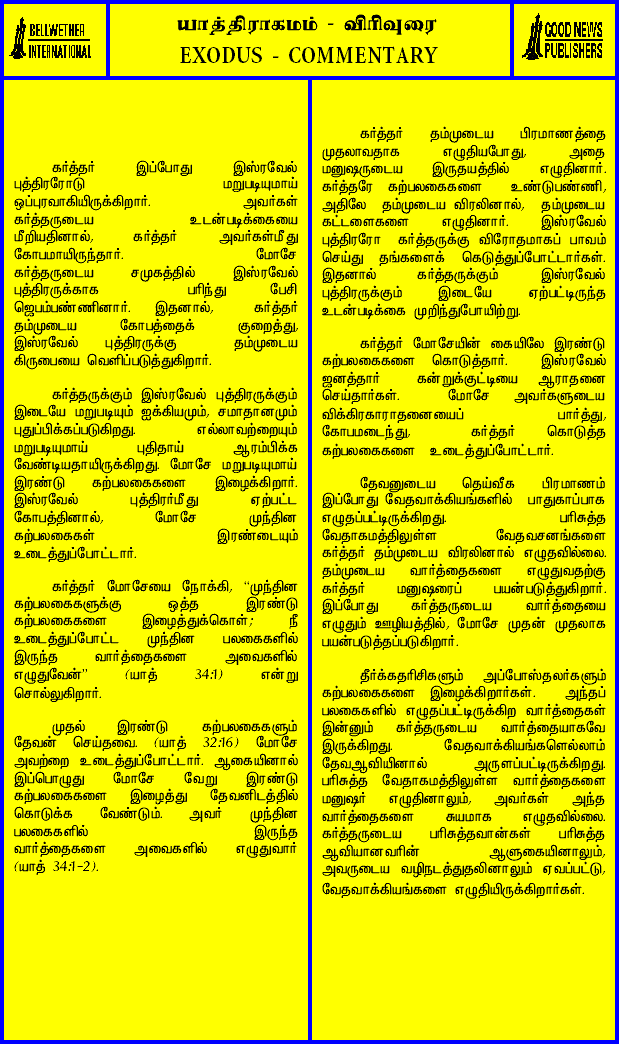 BELLWETHER
INTERNATIONAL
யாத்திராகமம் - விரிவுரை
EXODUS - COMMENTARY
GOOD NEWS
PUBLISHERS
கர்த்தர் இப்போது இஸ்ரவேல்
புத்திரரோடு மறுபடியுமாய்
ஒப்புரவாகியிருக்கிறார். அவர்கள்
கர்த்தருடைய உடன்படிக்கையை
மீறியதினால், கர்த்தர் அவர்கள்மீது
கோபமாயிருந்தார். மோசே
கர்த்தருடைய சமுகத்தில் இஸ்ரவேல்
புத்திரருக்காக பரிந்து பேசி
ஜெபம்பண்ணினார். இதனால், கர்த்தர்
தம்முடைய கோபத்தைக் குறைத்து,
இஸ்ரவேல் புத்திரருக்கு தம்முடைய
கிருபையை வெளிப்படுத்துகிறார்.
கர்த்தருக்கும் இஸ்ரவேல் புத்திரருக்கும்
இடையே மறுபடியும் ஐக்கியமும், சமாதானமும்
புதுப்பிக்கப்படுகிறது. எல்லாவற்றையும்
மறுபடியுமாய் புதிதாய் ஆரம்பிக்க
வேண்டியதாயிருக்கிறது. மோசே மறுபடியுமாய்
இரண்டு கற்பலகைகளை இழைக்கிறார்.
இஸ்ரவேல் புத்திரர்மீது ஏற்பட்ட
கோபத்தினால், மோசே முந்தின
கற்பலகைகள் இரண்டையும்
உடைத்துப்போட்டார்.
கர்த்தர் மோசேயை நோக்கி, "முந்தின
கற்பலகைகளுக்கு ஒத்த இரண்டு
கற்பலகைகளை இழைத்துக்கொள்; நீ
உடைத்துப்போட்ட முந்தின பலகைகளில்
இருந்த வார்த்தைகளை அவைகளில்
எழுதுவேன்" (யாத் 34:1) என்று
சொல்லுகிறார்.
முதல் இரண்டு கற்பலகைகளும்
தேவன் செய்தவை. (யாத் 32:16) மோசே
அவற்றை உடைத்துப்போட்டார். ஆகையினால்
இப்பொழுது மோசே வேறு இரண்டு
கற்பலகைகளை இழைத்து தேவனிடத்தில்
கொடுக்க வேண்டும். அவர் முந்தின
பலகைகளில் இருந்த
வார்த்தைகளை அவைகளில் எழுதுவார்
(யாத் 34:1-2).
கர்த்தர் தம்முடைய பிரமாணத்தை
முதலாவதாக எழுதியபோது, அதை
மனுஷருடைய இருதயத்தில் எழுதினார்.
கர்த்தரே கற்பலகைகளை உண்டுபண்ணி,
அதிலே தம்முடைய விரலினால், தம்முடைய
கட்டளைகளை எழுதினார். இஸ்ரவேல்
புத்திரரோ கர்த்தருக்கு விரோதமாகப் பாவம்
செய்து தங்களைக் கெடுத்துப்போட்டார்கள்.
இதனால் கர்த்தருக்கும் இஸ்ரவேல்
புத்திரருக்கும் இடையே ஏற்பட்டிருந்த
உடன்படிக்கை முறிந்துபோயிற்று.
கர்த்தர் மோசேயின் கையிலே இரண்டு
கற்பலகைகளை கொடுத்தார். இஸ்ரவேல்
ஜனத்தார் கன்றுக்குட்டியை ஆராதனை
செய்தார்கள். மோசே அவர்களுடைய
விக்கிரகாராதனையைப் பார்த்து,
கோபமடைந்து, கர்த்தர் கொடுத்த
கற்பலகைகளை உடைத்துப்போட்டார்.
தேவனுடைய தெய்வீக பிரமாணம்
இப்போது வேதவாக்கியங்களில் பாதுகாப்பாக
எழுதப்பட்டிருக்கிறது. பரிசுத்த
வேதாகமத்திலுள்ள வேதவசனங்களை
கர்த்தர் தம்முடைய விரலினால் எழுதவில்லை.
தம்முடைய வார்த்தைகளை எழுதுவதற்கு
கர்த்தர் மனுஷரைப் பயன்படுத்துகிறார்.
இப்போது கர்த்தருடைய வார்த்தையை
எழுதும் ஊழியத்தில், மோசே முதன் முதலாக
பயன்படுத்தப்படுகிறார்.
தீர்க்கதரிசிகளும் அப்போஸ்தலர்களும்
கற்பலகைகளை இழைக்கிறார்கள். அந்தப்
பலகைகளில் எழுதப்பட்டிருக்கிற வார்த்தைகள்
இன்னும் கர்த்தருடைய வார்த்தையாகவே
இருக்கிறது. வேதவாக்கியங்களெல்லாம்
தேவஆவியினால் அருளப்பட்டிருக்கிறது.
பரிசுத்த வேதாகமத்திலுள்ள வார்த்தைகளை
மனுஷர் எழுதினாலும், அவர்கள் அந்த
வார்த்தைகளை சுயமாக எழுதவில்லை.
கர்த்தருடைய பரிசுத்தவான்கள் பரிசுத்த
ஆவியானவரின் ஆளுகையினாலும்,
அவருடைய வழிநடத்துதலினாலும் ஏவப்பட்டு,
வேதவாக்கியங்களை எழுதியிருக்கிறார்கள்.